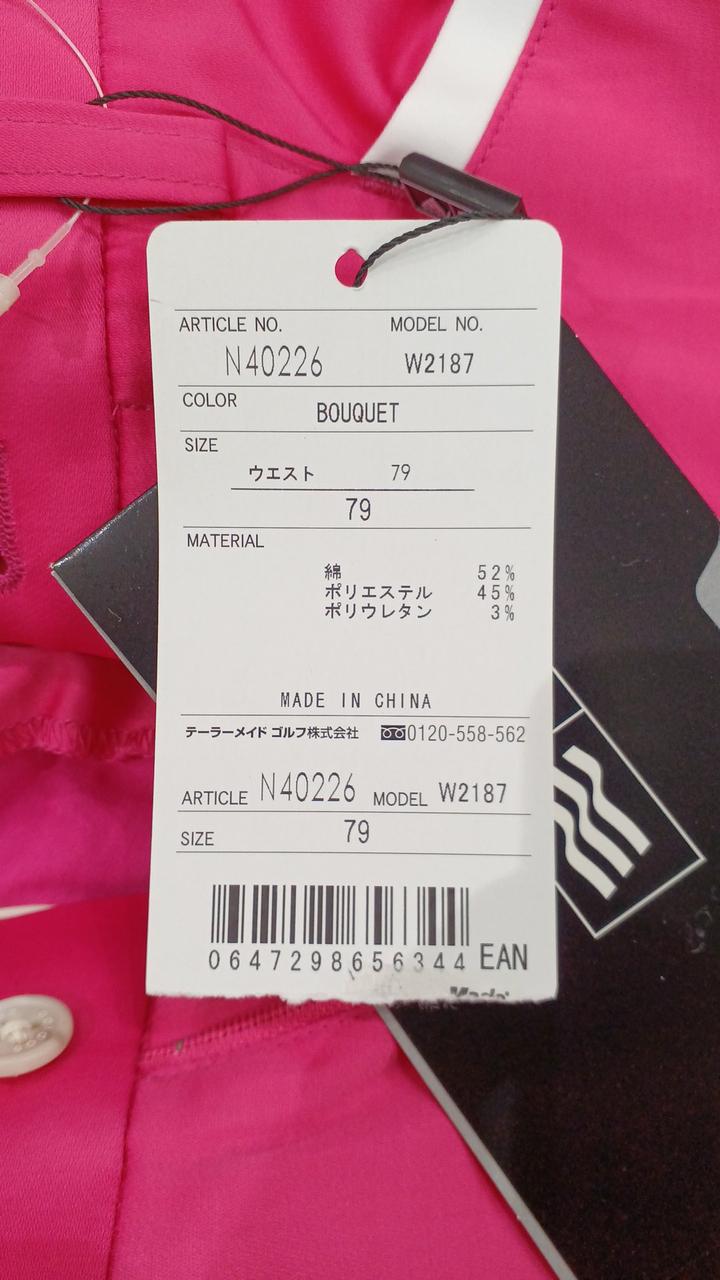 ARTICLE NO. MODEL NO.
N40226 W2187
COLOR
BOUQUET
SIZE
ウエスト 79
79
MATERIAL
綿 52%
ポリエステル 45%
ポリウレタン 3%
MADE IN CHINA
テーラーメイド ゴルフ株式会社 0120-558-562
ARTICLE N40226 MODEL W2187
SIZE 79
0647298656344 EAN